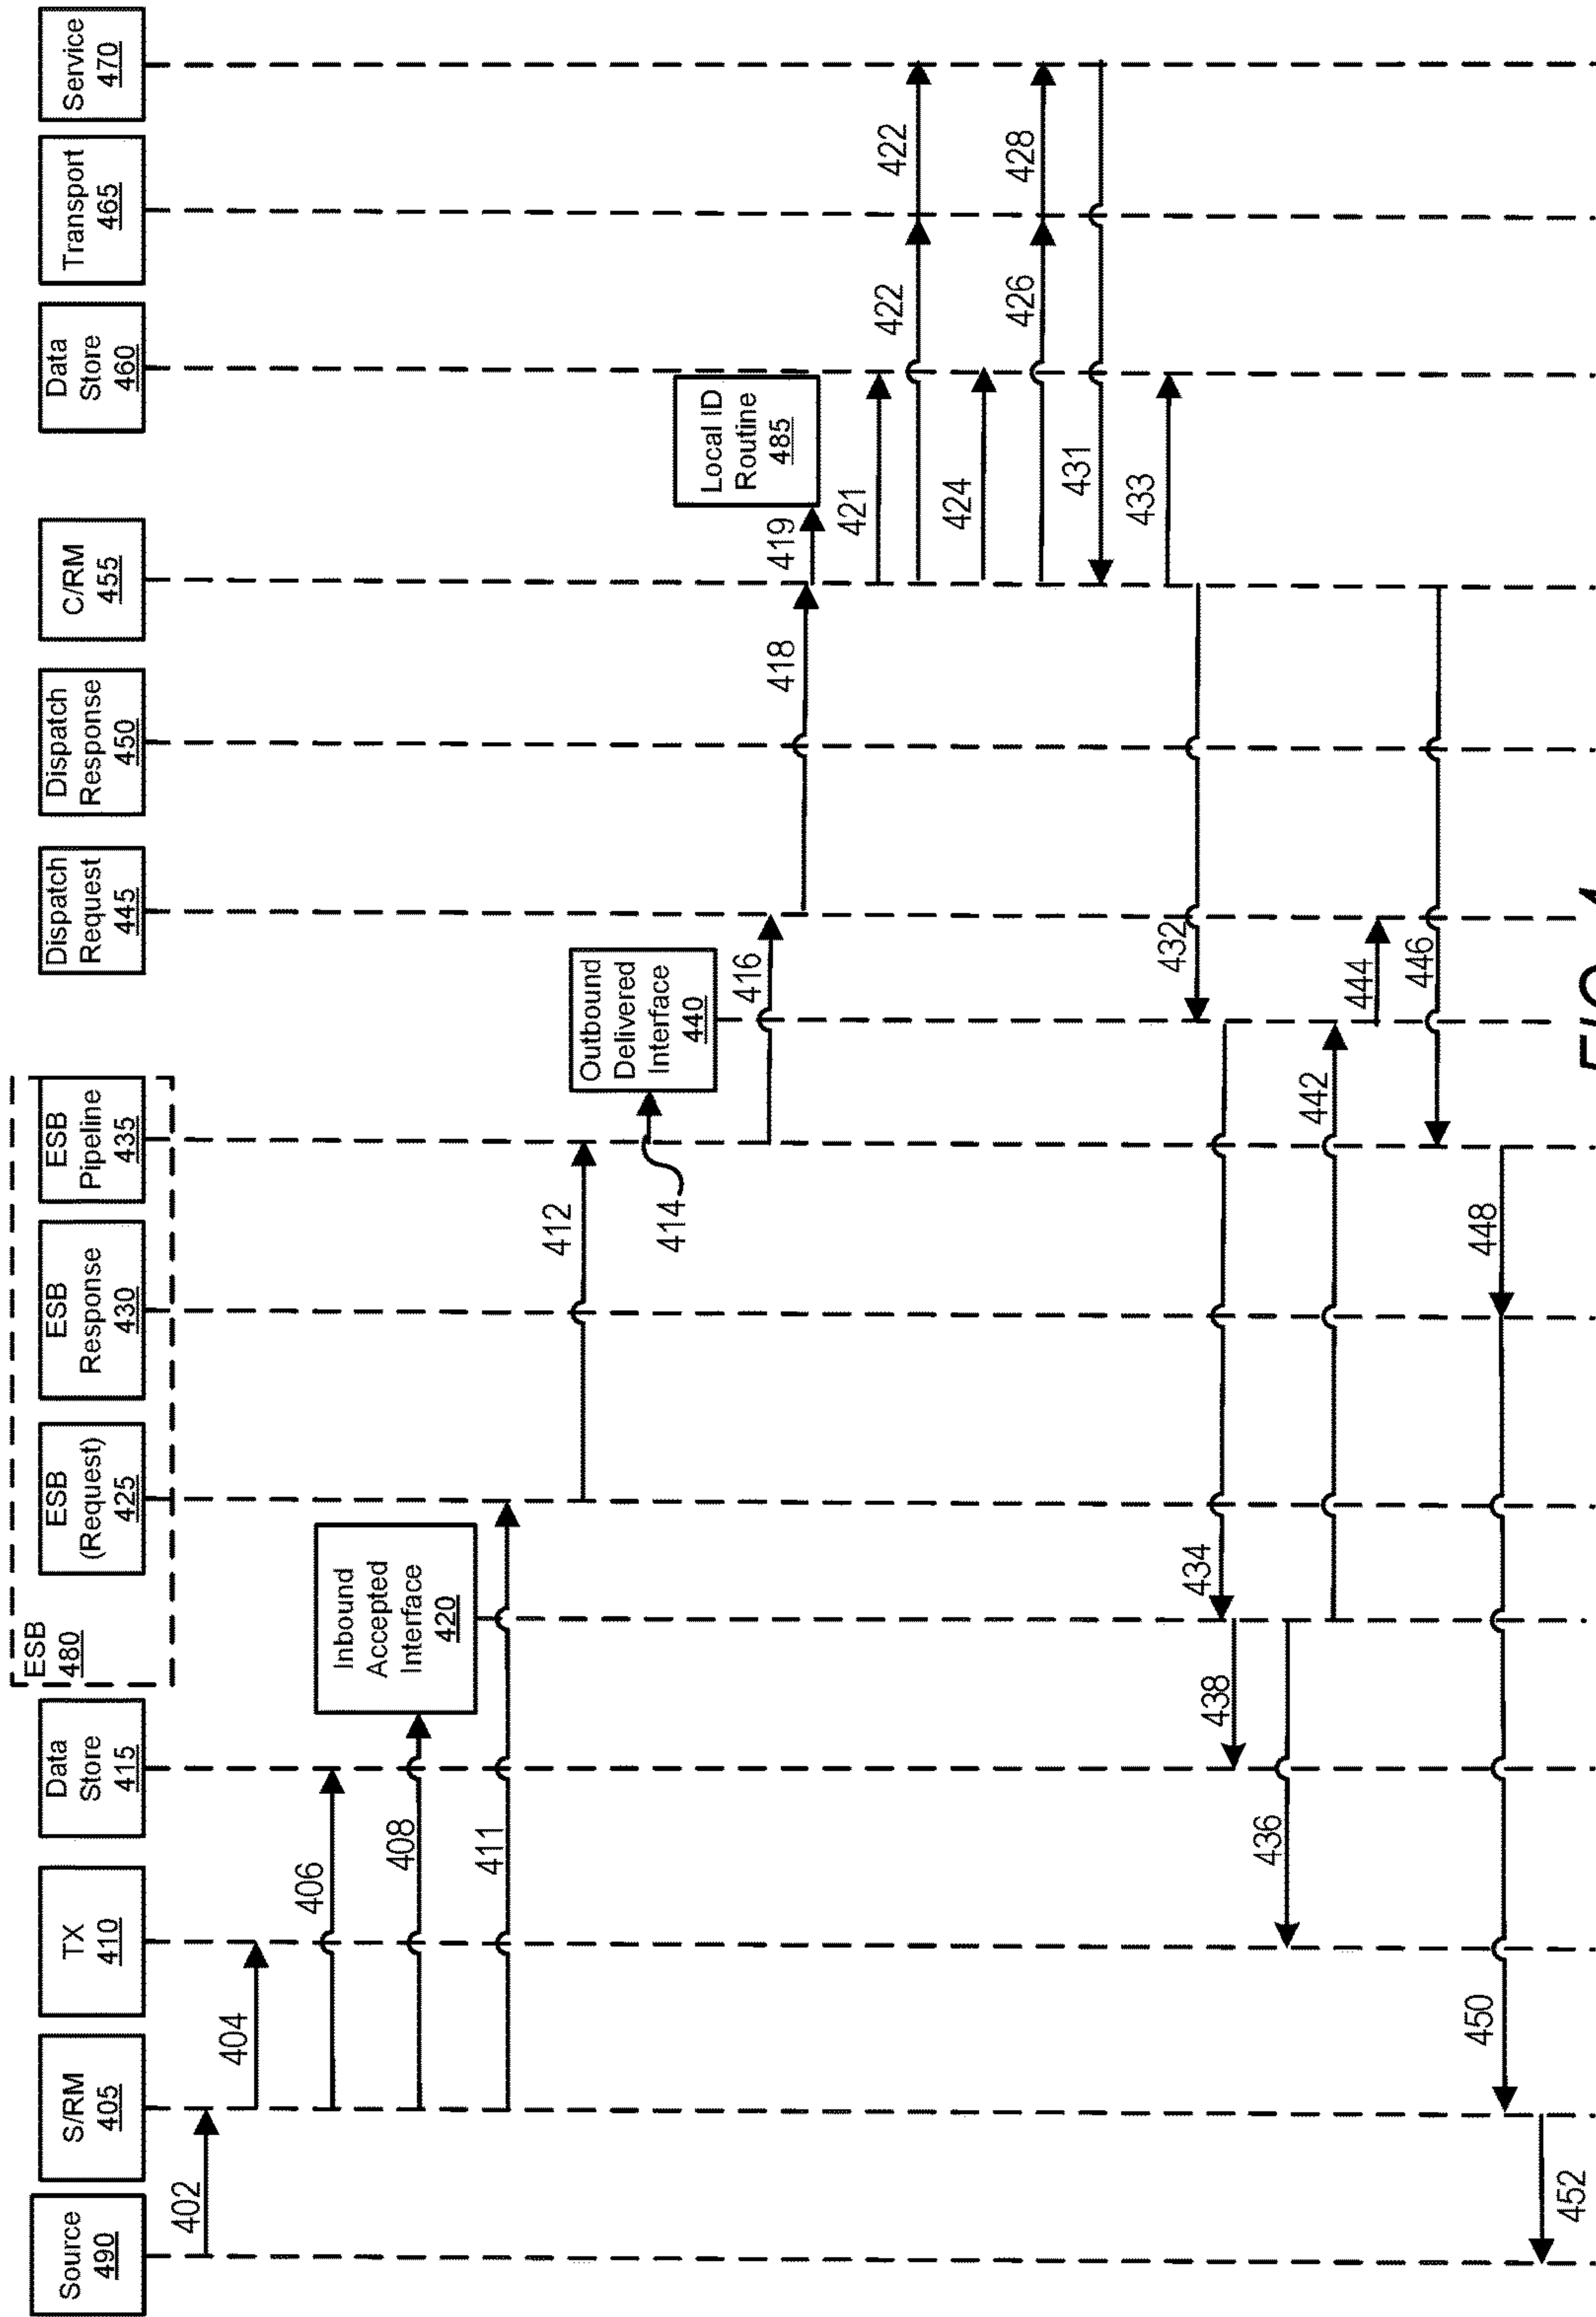 Source
490
S/RM
405
TX
410
Data
Store
415
ESB
480
ESB
(Request)
425
ESB
Response
430
ESB
Pipeline
435
Dispatch
Request
445
Dispatch
Response
450
C/RM
455
Data
Store
460
Transport
465
Service
470
402
404
406
Inbound
Accepted
Interface
420
408
411
412
Outbound
Delivered
Interface
440
414
416
Local ID
Routine
485
418
419
421
422
422
424
426
428
431
433
432
434
438
436
442
444
446
448
450
452